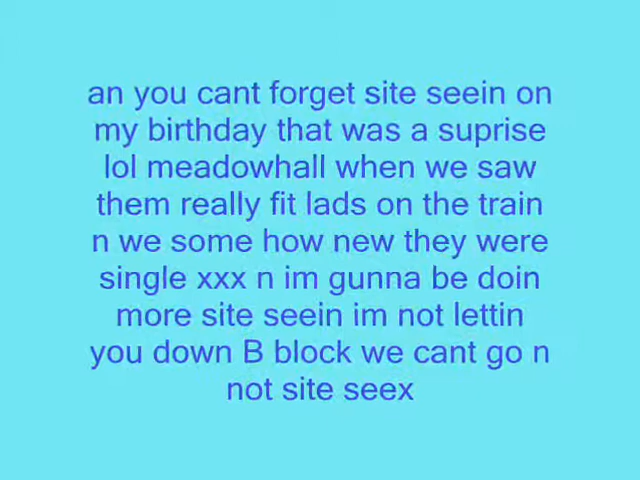 an you cant forget site seein on
my birthday that was a suprise
lol meadowhall when we saw
them really fit lads on the train
n we some how new they were
single xxx n im gunna be doin
more site seein im not lettin
you down B block we cant go n
not site seex